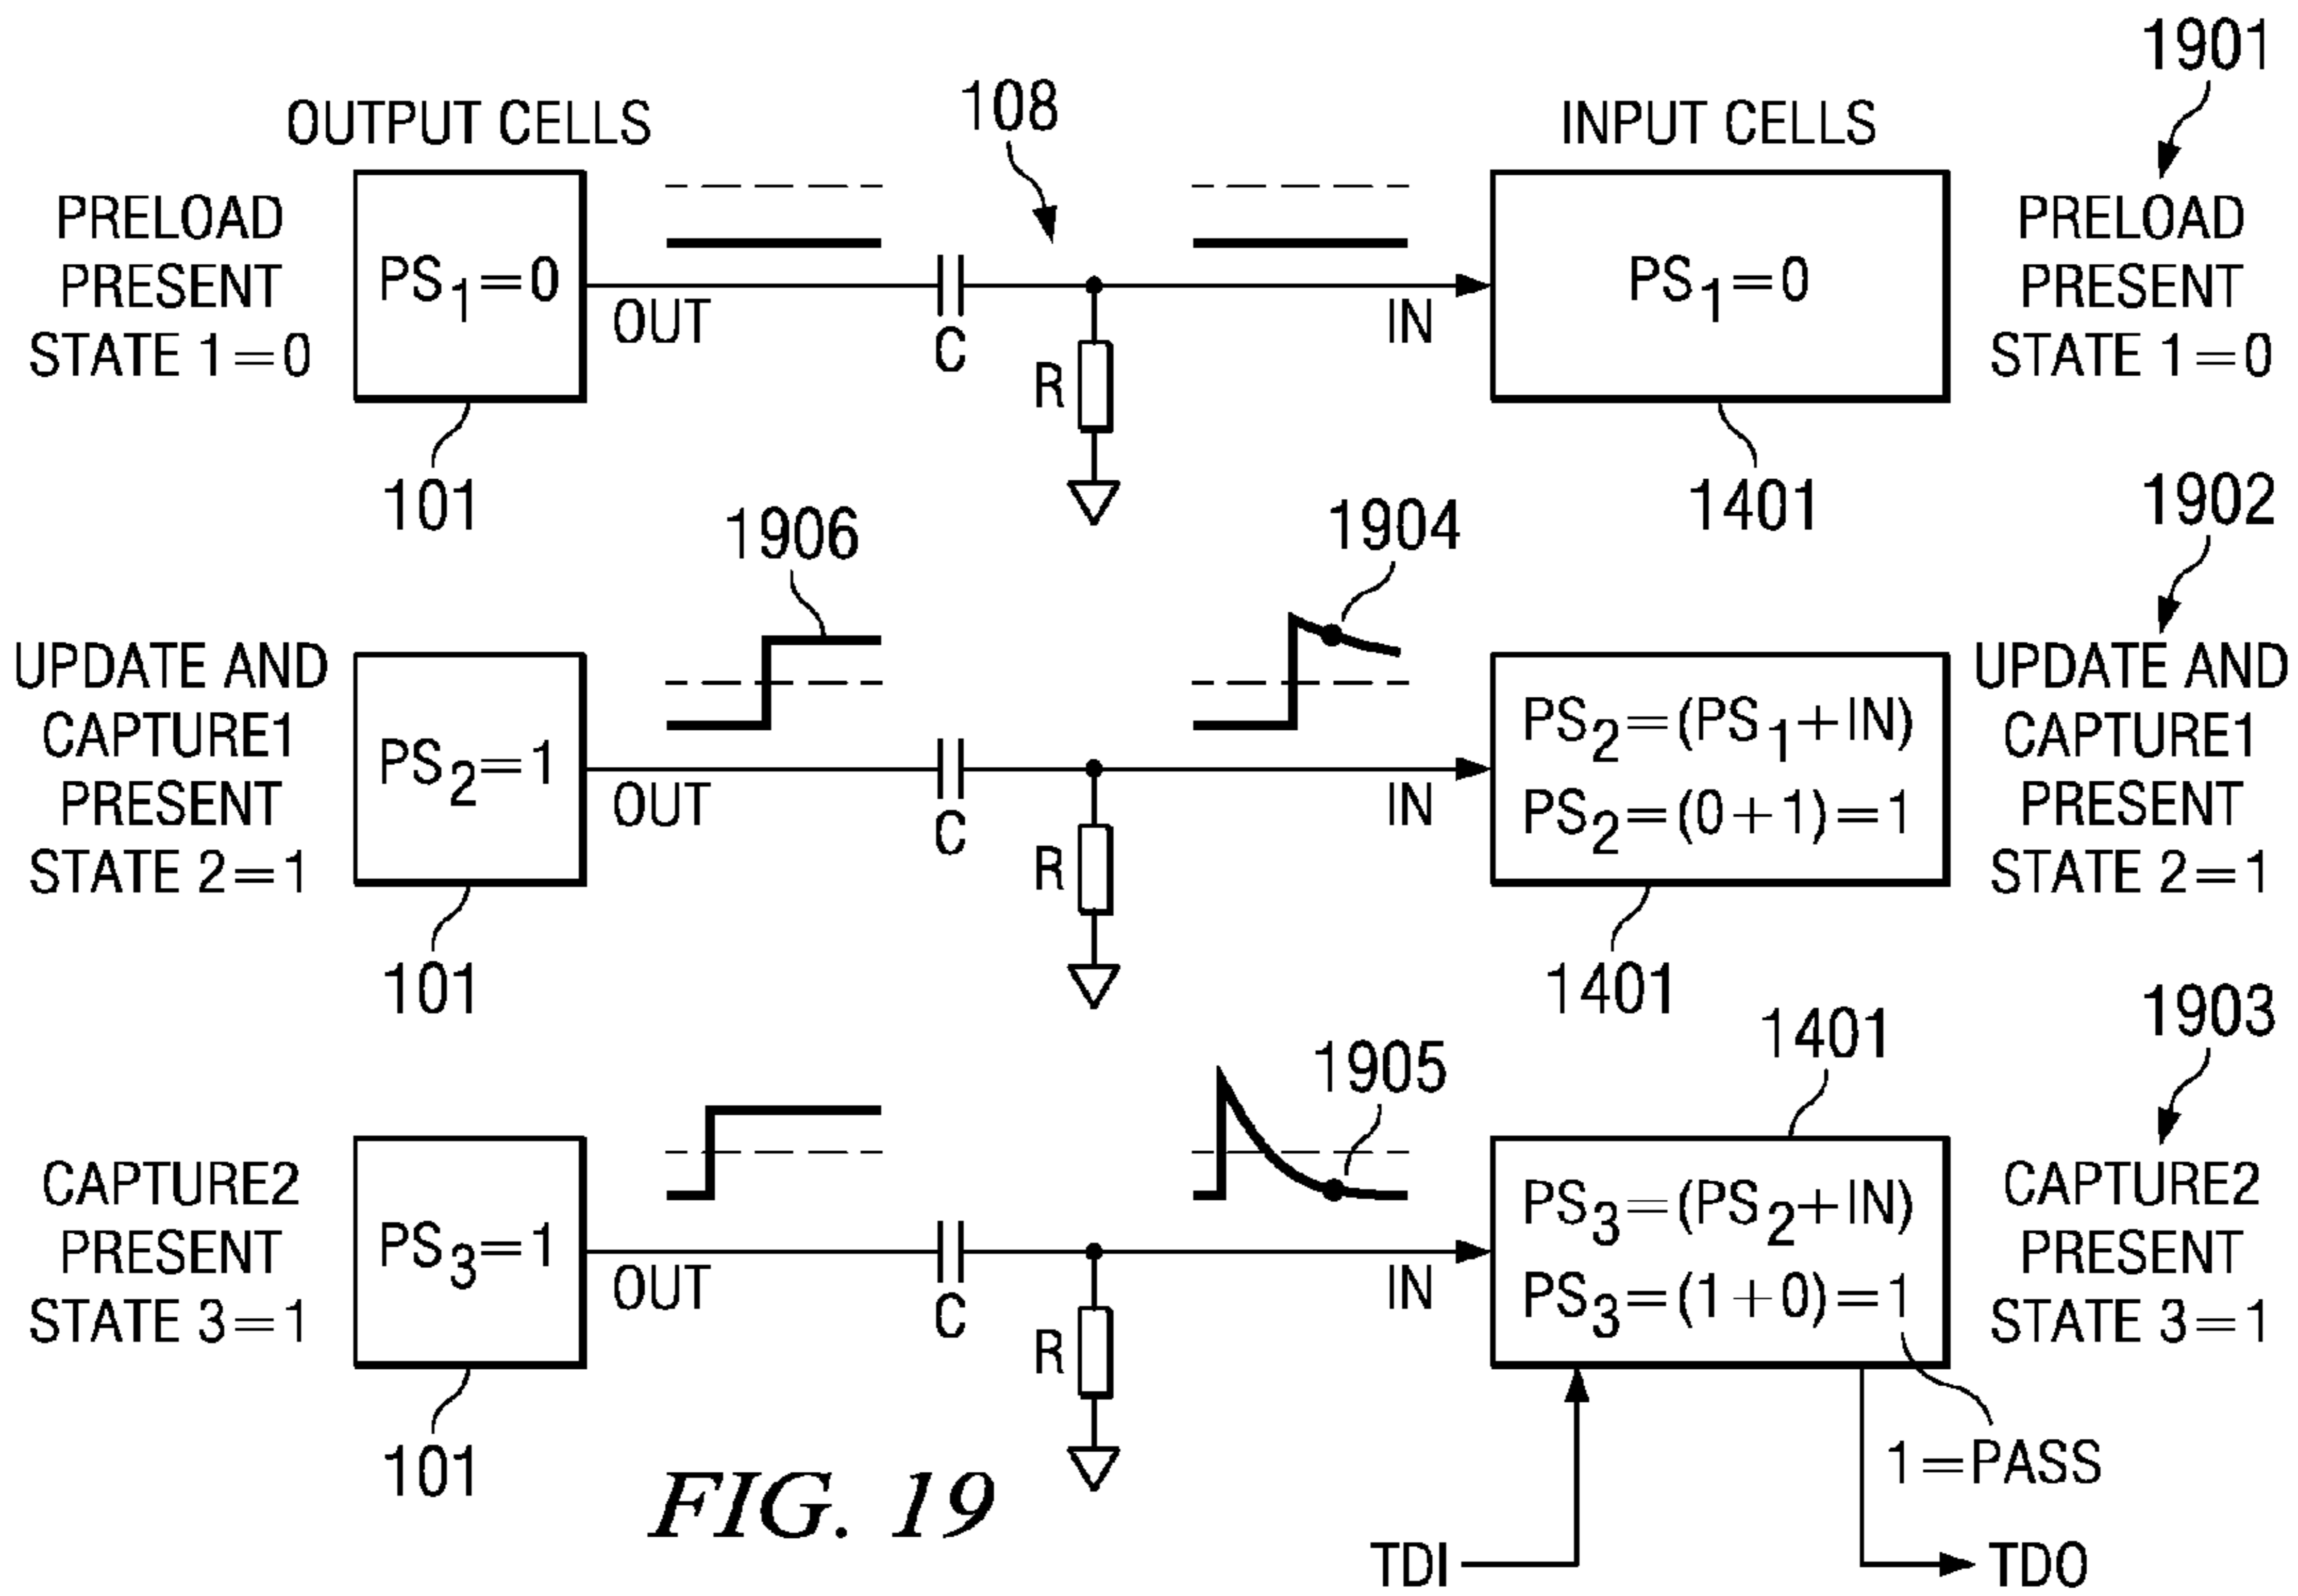 1901
108
OUTPUT CELLS
INPUT CELLS
PRELOAD
PRESENT
STATE 1=0
PS1=0
OUT
C
R
IN
PS1=0
PRELOAD
PRESENT
STATE 1=0
101
1401
1902
1906
1904
UPDATE AND
CAPTURE1
PRESENT
STATE 2=1
PS2=1
OUT
C
R
IN
PS2=(PS1+IN)
PS2=(0+1)=1
UPDATE AND
CAPTURE1
PRESENT
STATE 2=1
101
1401
1903
1401
1905
CAPTURE2
PRESENT
STATE 3=1
PS3=1
OUT
C
R
IN
PS3=(PS2+IN)
PS3=(1+0)=1
CAPTURE2
PRESENT
STATE 3=1
101
1=PASS
FIG. 19
TDI
TDO